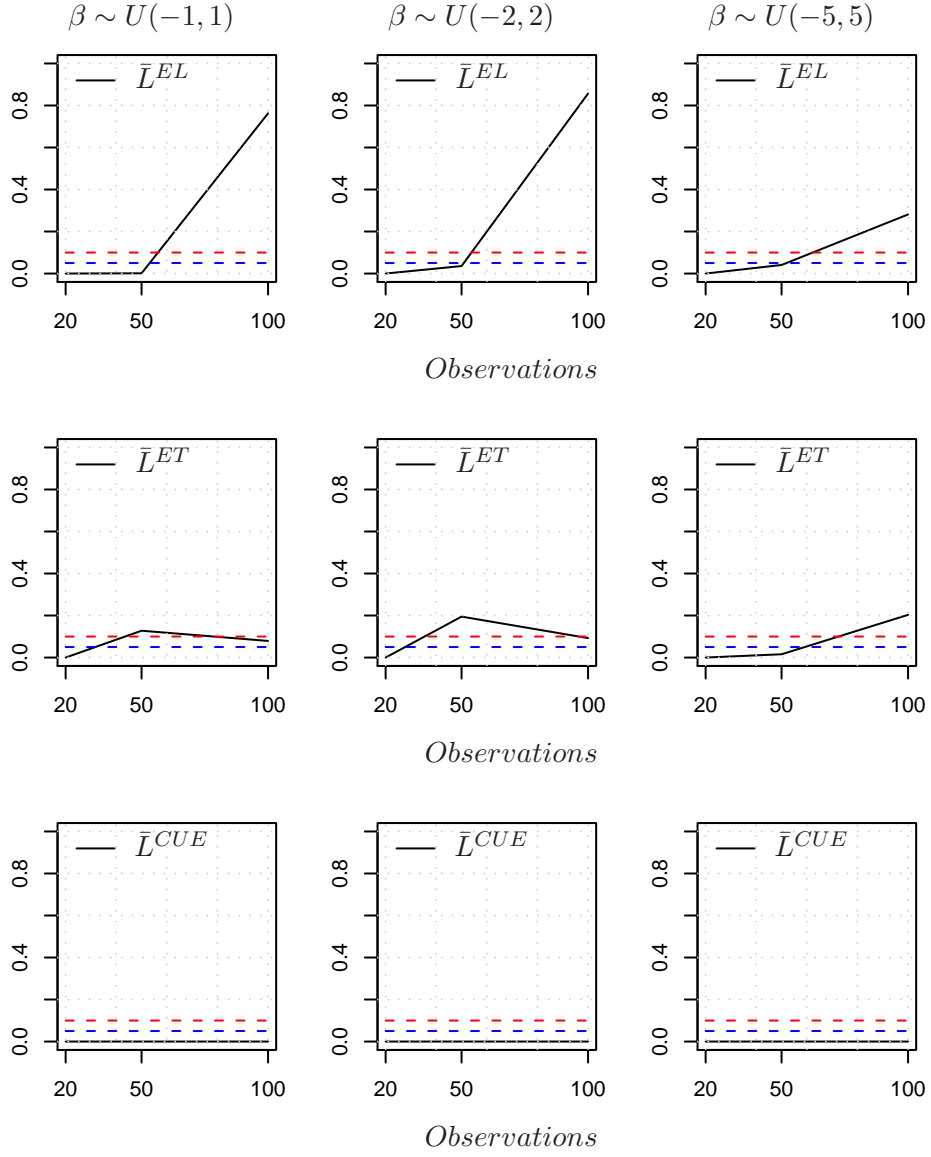 β ∼ U(−1, 1) β ∼ U(−2, 2) β ∼ U(−5, 5)
L̄^{EL} L̄^{EL} L̄^{EL}
0.8 0.8 0.8
0.4 0.4 0.4
0.0 0.0 0.0
20 50 100 20 50 100 20 50 100
Observations
L̄^{ET} L̄^{ET} L̄^{ET}
0.8 0.8 0.8
0.4 0.4 0.4
0.0 0.0 0.0
20 50 100 20 50 100 20 50 100
Observations
L̄^{CUE} L̄^{CUE} L̄^{CUE}
0.8 0.8 0.8
0.4 0.4 0.4
0.0 0.0 0.0
20 50 100 20 50 100 20 50 100
Observations